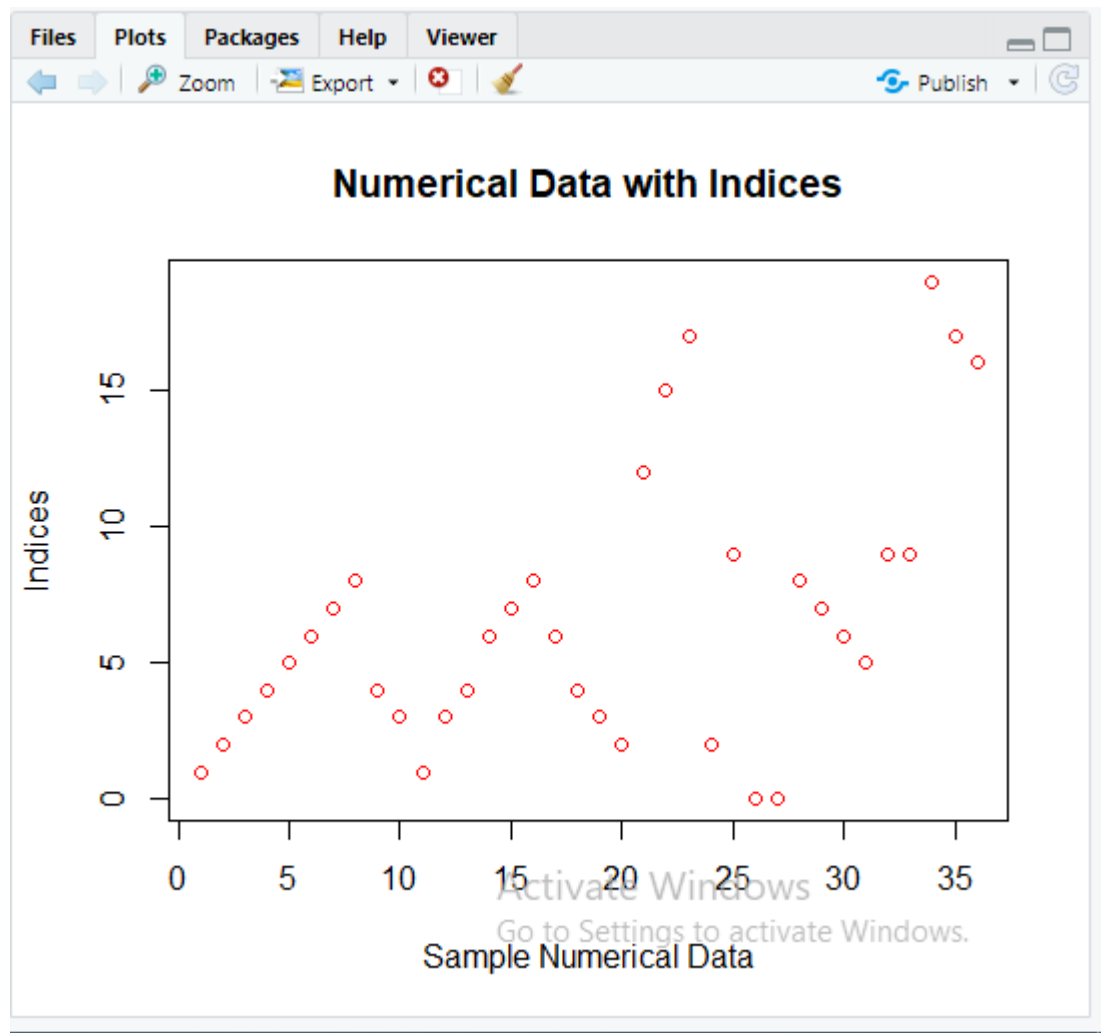 Files Plots Packages Help Viewer
Zoom Export Publish
Numerical Data with Indices
Indices
15
10
5
0
0 5 10 15 20 25 30 35
Activate Windows
Go to Settings to activate Windows.
Sample Numerical Data